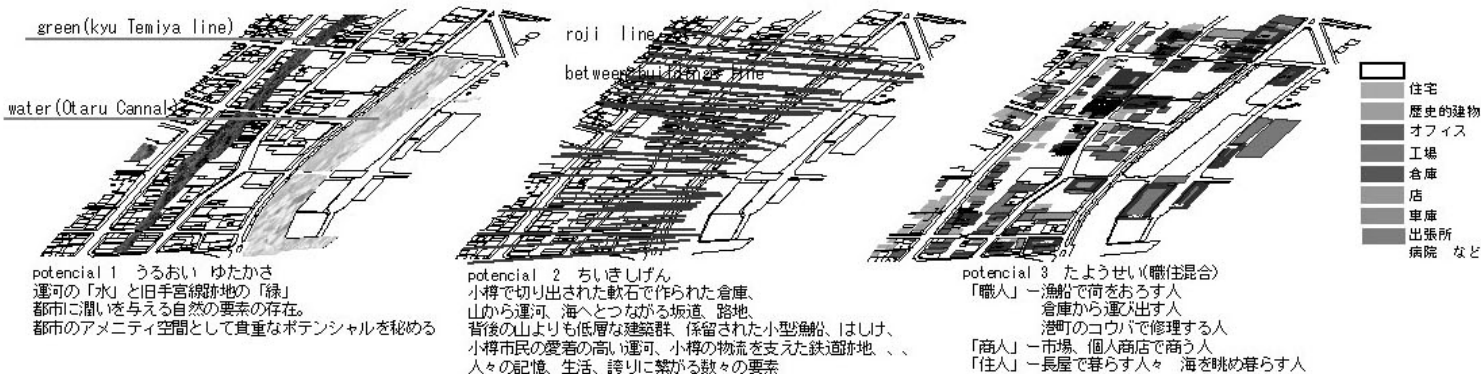 green(kyu Temiya line)
water(Otaru Cannal)
potencial 1　うるおい　ゆたかさ
運河の「水」と旧手宮線跡地の「緑」
都市に潤いを与える自然の要素の存在。
都市のアメニティ空間として貴重なポテンシャルを秘める
roji line
between buildings line
potencial 2　ちいきしげん
小樽で切り出された軟石で作られた倉庫、
山から運河、海へとつながる坂道、路地、
背後の山よりも低層な建築群、係留された小型漁船、はしけ、
小樽市民の愛着の高い運河、小樽の物流を支えた鉄道跡地、、、
人々の記憶、生活、誇りに繋がる数々の要素
住宅
歴史的建物
オフィス
工場
倉庫
店
車庫
出張所
病院　など
potencial 3　たようせい(職住混合)
「職人」ー漁船で荷をおろす人
倉庫から運び出す人
港町のコウバで修理する人
「商人」ー市場、個人商店で商う人
「住人」ー長屋で暮らす人々　海を眺め暮らす人